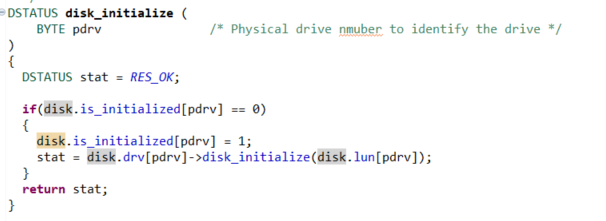 DSTATUS disk_initialize (
BYTE pdrv /* Physical drive nmuber to identify the drive */
)
{
DSTATUS stat = RES_OK;
if(disk.is_initialized[pdrv] == 0)
{
disk.is_initialized[pdrv] = 1;
stat = disk.drv[pdrv]->disk_initialize(disk.lun[pdrv]);
}
return stat;
}